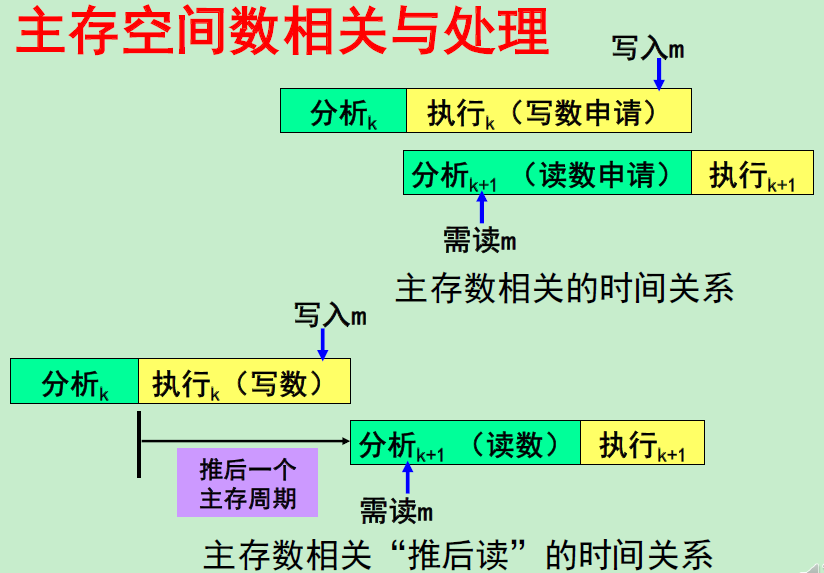 主存空间数相关与处理
写入m
分析k 执行k（写数申请）
分析k+1 （读数申请） 执行k+1
需读m
主存数相关的时间关系
写入m
分析k 执行k（写数）
分析k+1 （读数） 执行k+1
推后一个
主存周期
需读m
主存数相关“推后读”的时间关系